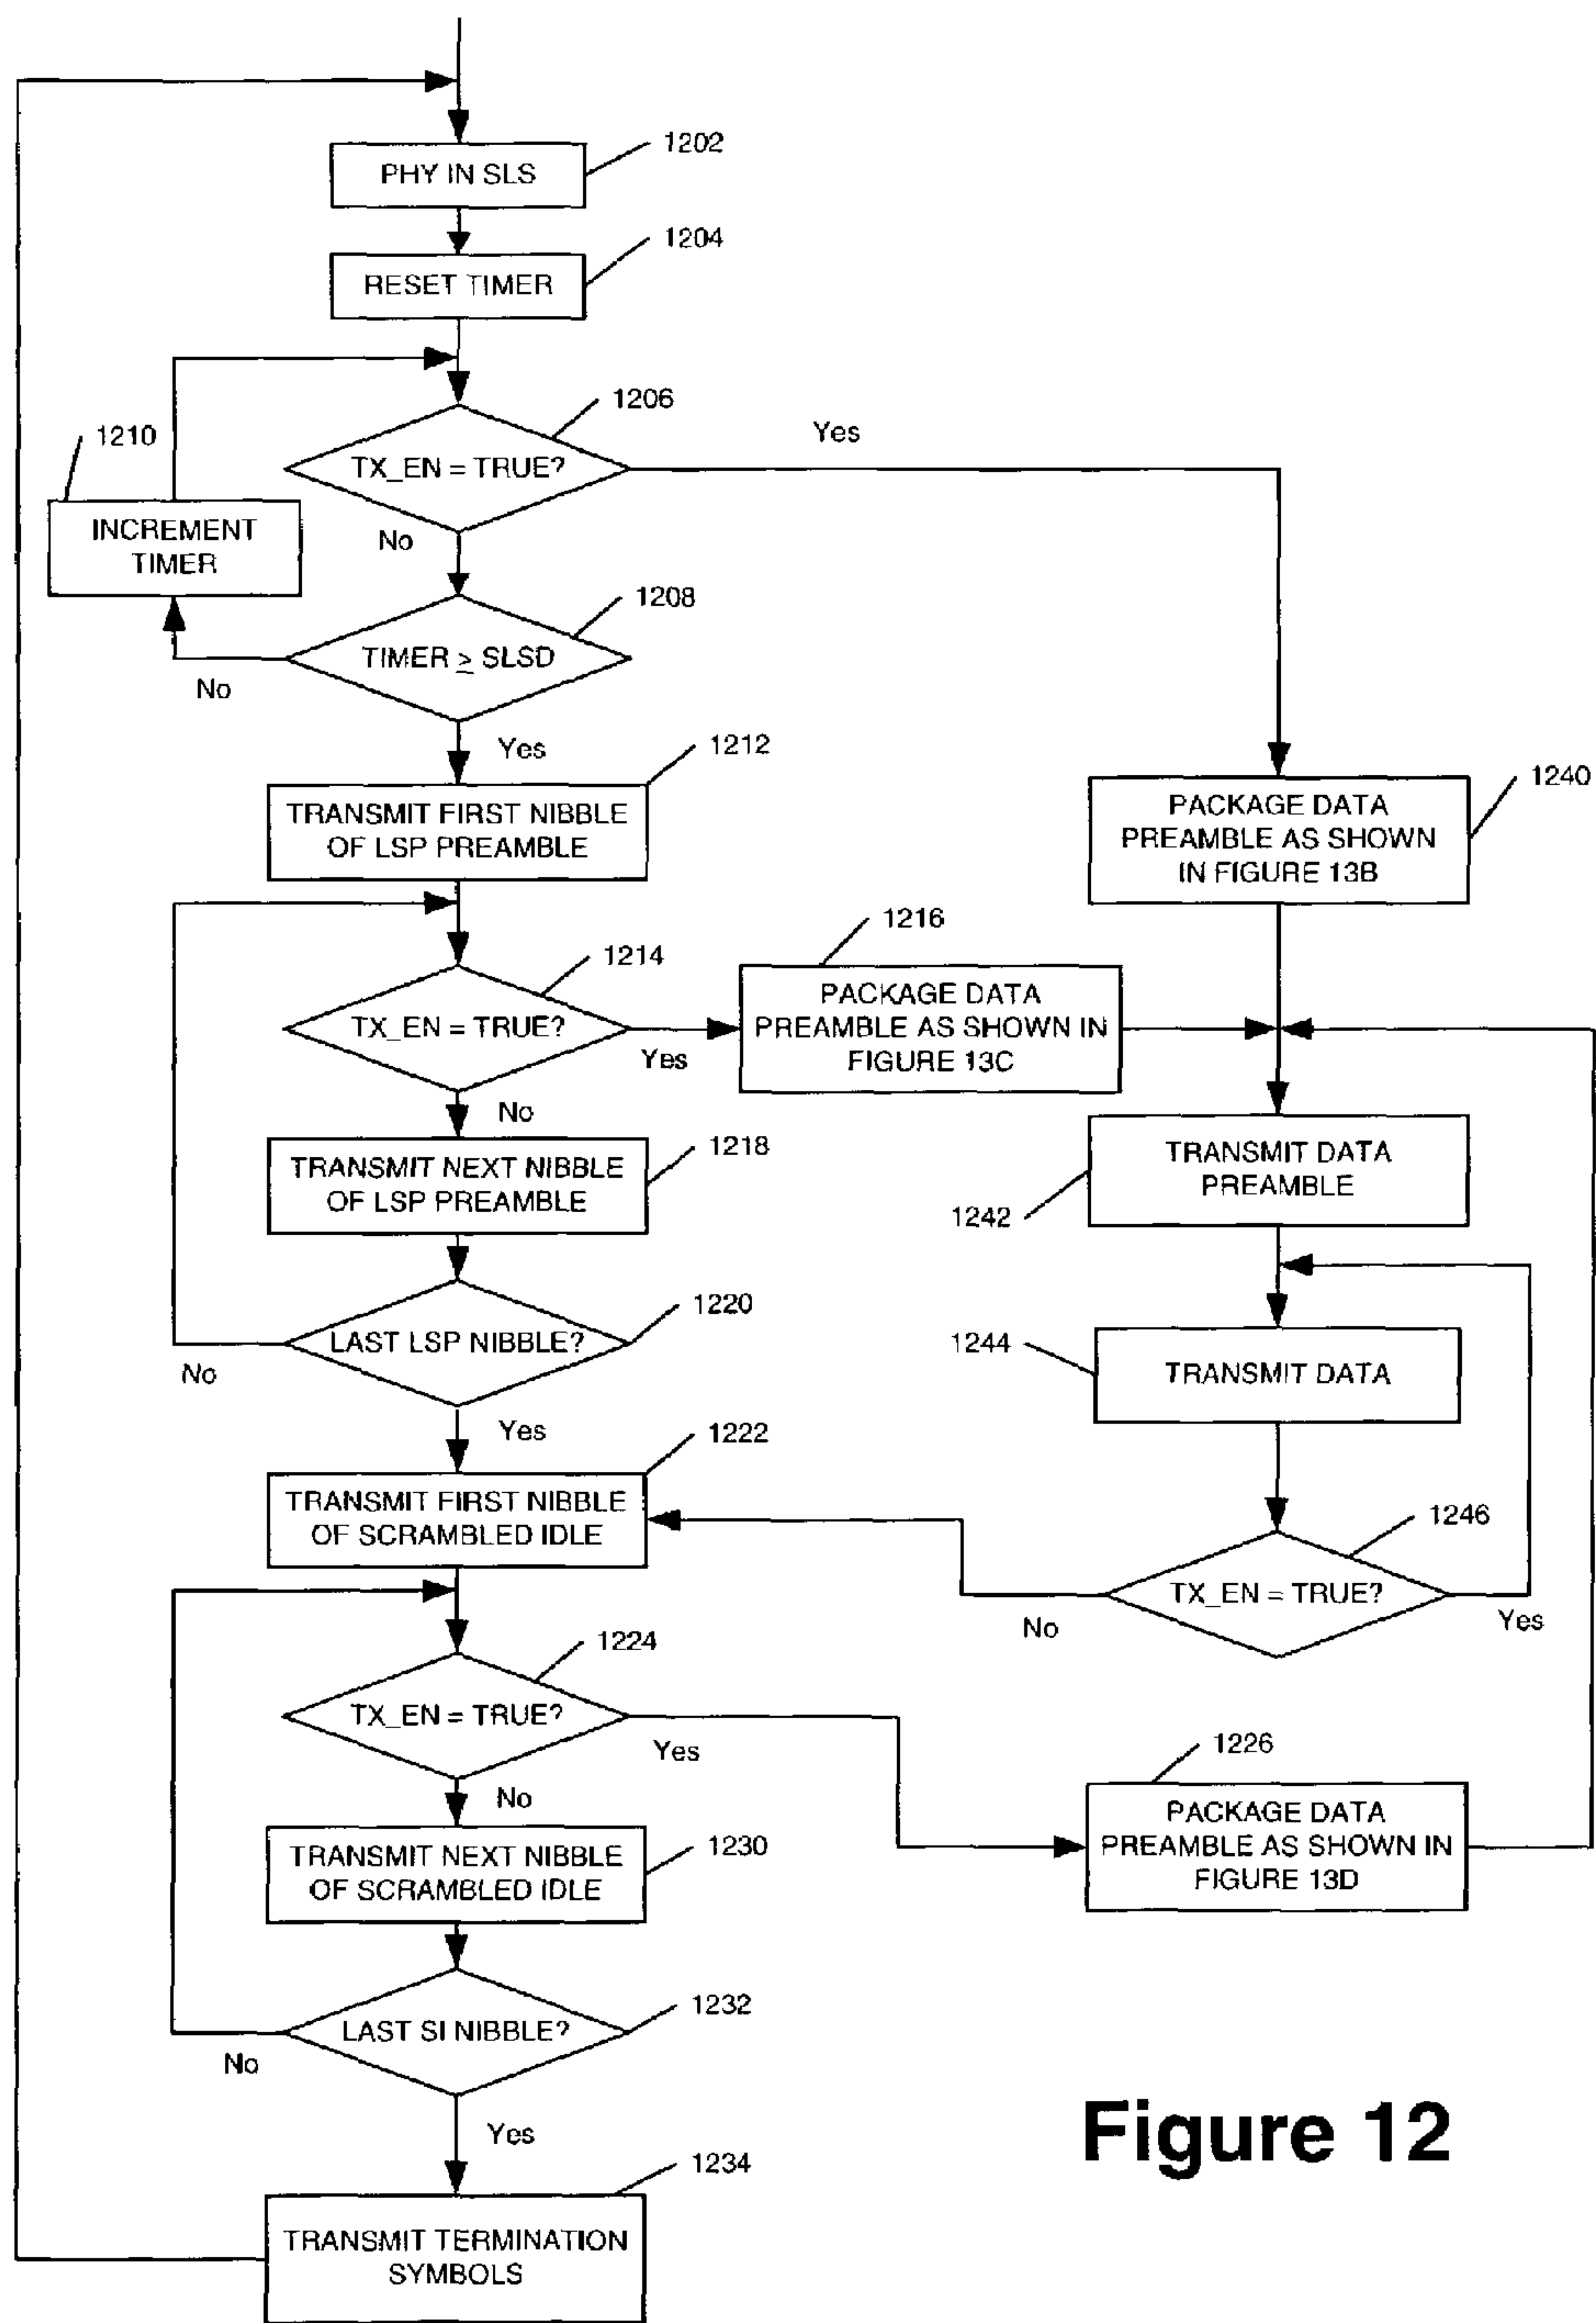 1202
PHY IN SLS
1204
RESET TIMER
1206
Yes
1210
TX_EN = TRUE?
INCREMENT
TIMER
No
1208
TIMER ≥ SLSD
No
Yes
1212
TRANSMIT FIRST NIBBLE
OF LSP PREAMBLE
1240
PACKAGE DATA
PREAMBLE AS SHOWN
IN FIGURE 13B
1214
TX_EN = TRUE?
Yes
1216
PACKAGE DATA
PREAMBLE AS SHOWN IN
FIGURE 13C
No
1218
TRANSMIT NEXT NIBBLE
OF LSP PREAMBLE
TRANSMIT DATA
PREAMBLE
1242
1220
LAST LSP NIBBLE?
No
1244
TRANSMIT DATA
Yes
1222
TRANSMIT FIRST NIBBLE
OF SCRAMBLED IDLE
1246
TX_EN = TRUE?
No
Yes
1224
TX_EN = TRUE?
Yes
1226
PACKAGE DATA
PREAMBLE AS SHOWN IN
FIGURE 13D
No
1230
TRANSMIT NEXT NIBBLE
OF SCRAMBLED IDLE
1232
LAST SI NIBBLE?
No
Yes
1234
TRANSMIT TERMINATION
SYMBOLS
Figure 12